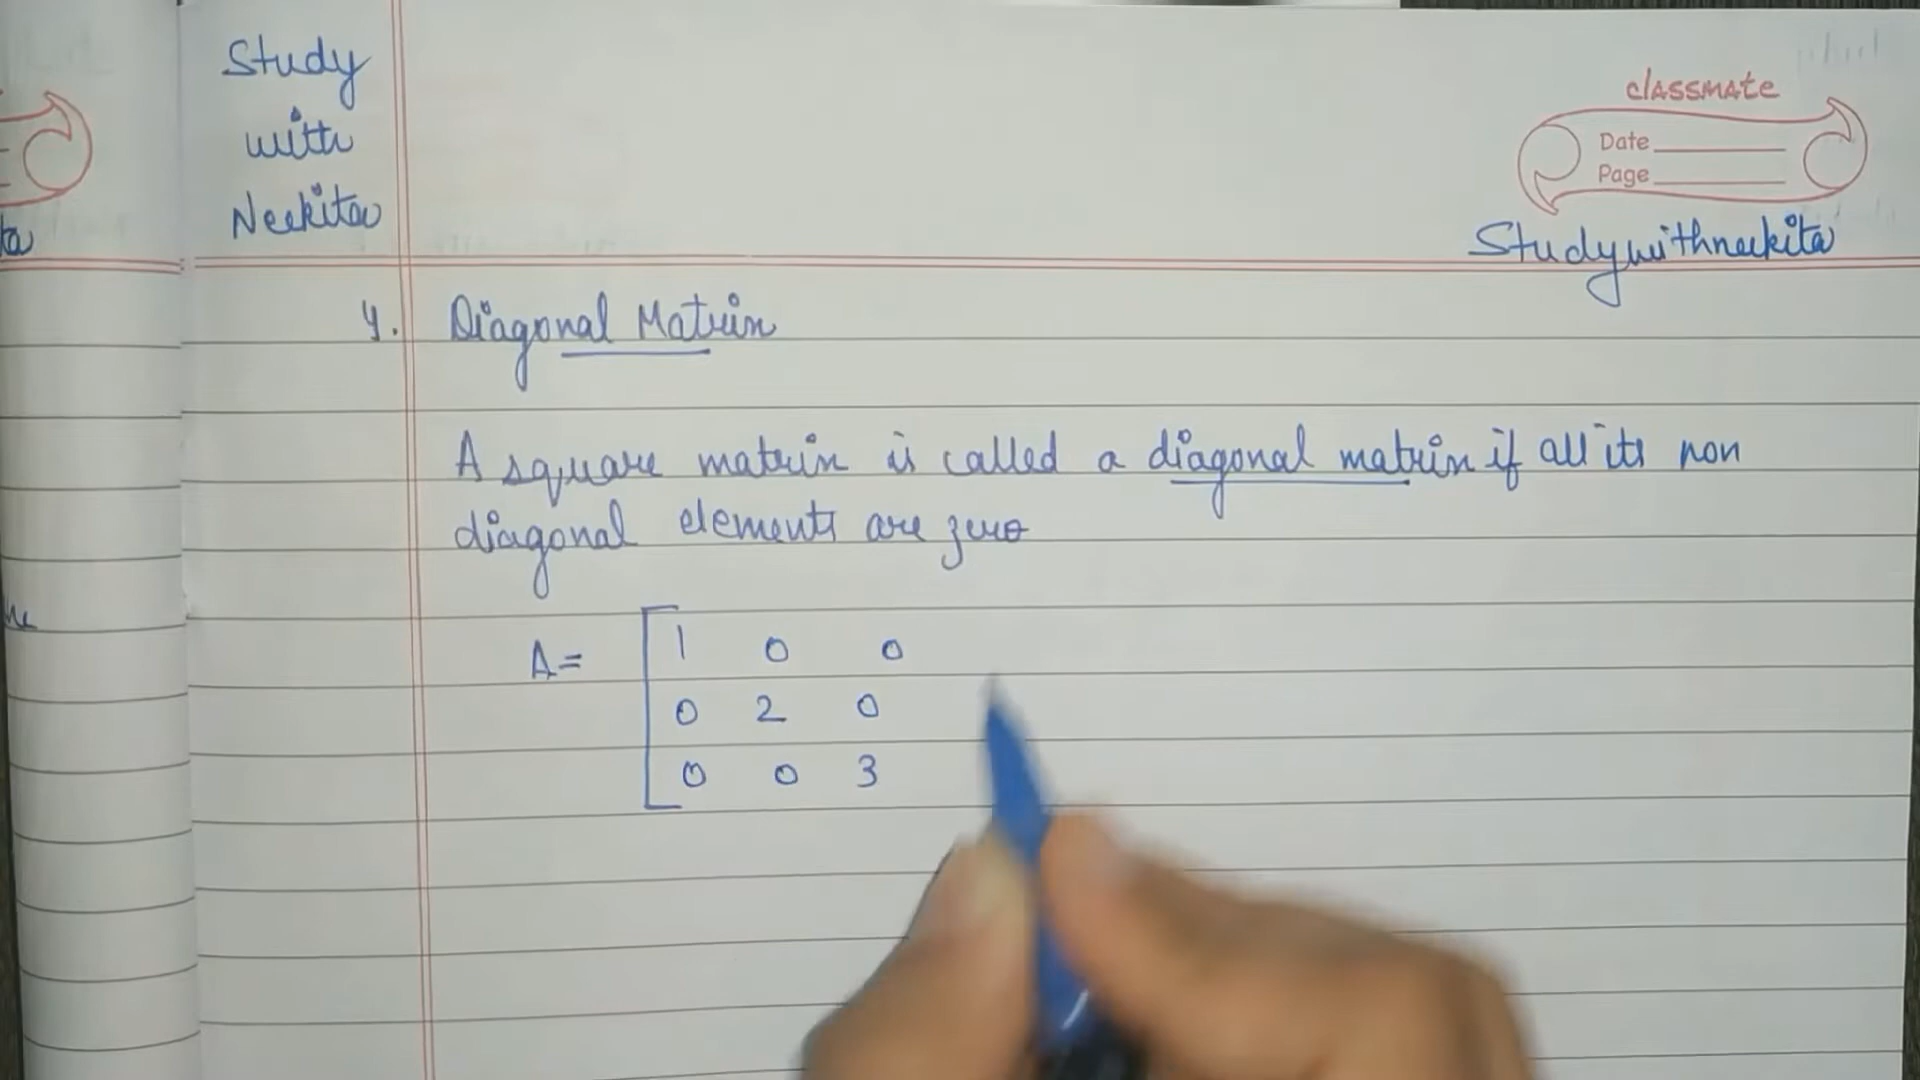 Study
with
Neekita
classmate
Date
Page
Studywithneekita
4. Diagonal Matrix
A square matrix is called a diagonal matrix if all its non
diagonal elements are zero
A= [ 1 0 0
0 2 0
0 0 3